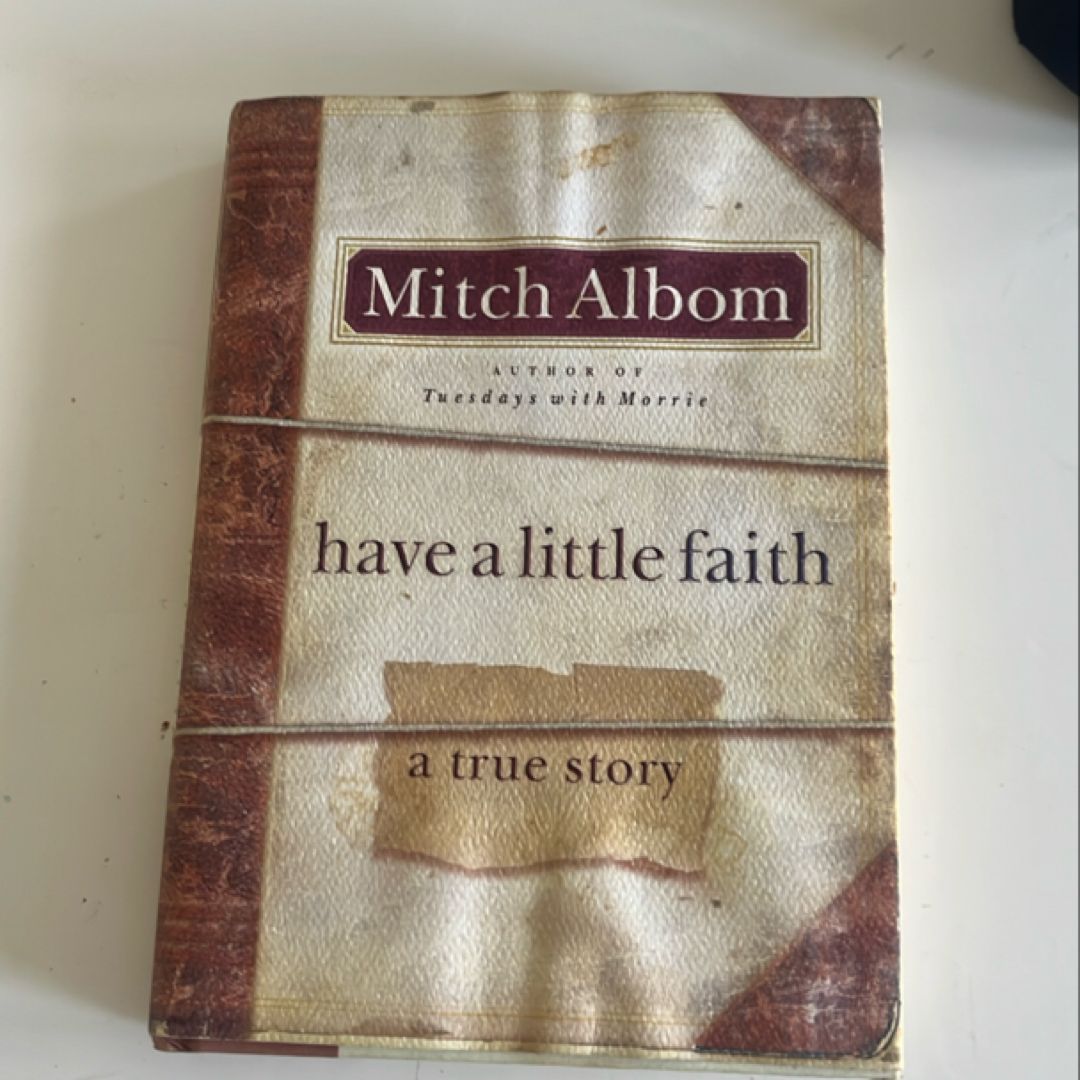 Mitch Albom
AUTHOR OF
Tuesdays with Morrie
have a little faith
a true story